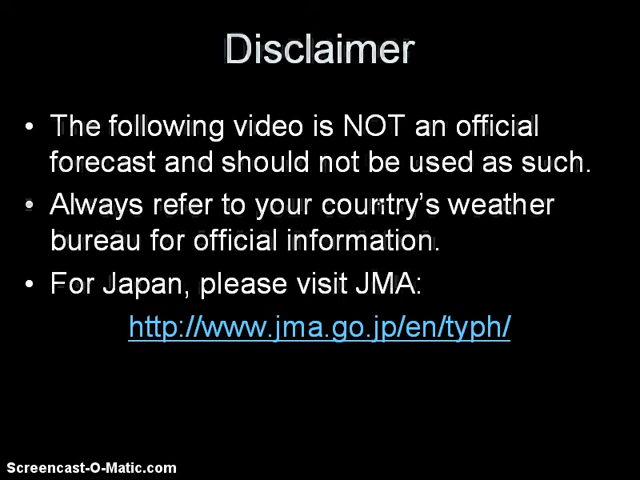 Disclaimer
• The following video is NOT an official
forecast and should not be used as such.
• Always refer to your country's weather
bureau for official information.
• For Japan, please visit JMA:
http://www.jma.go.jp/en/typh/
Screencast-O-Matic.com